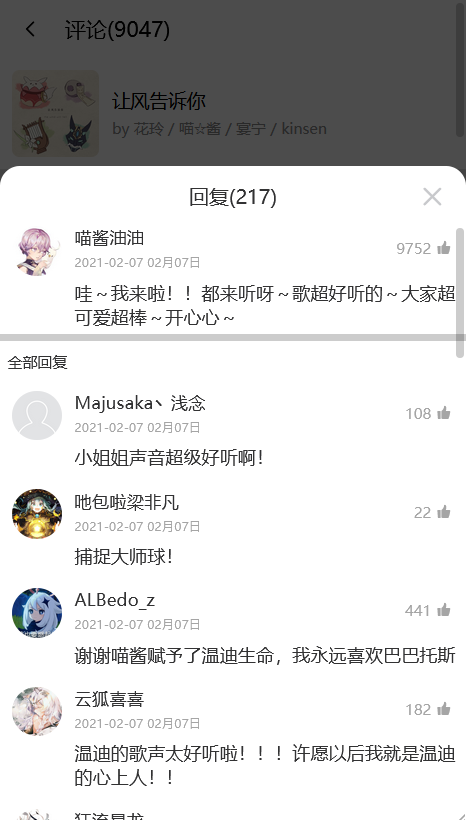 评论(9047)
让风告诉你
by 花玲 / 喵☆酱 / 宴宁 / kinsen
回复(217)
喵酱油油
9752
2021-02-07 02月07日
哇～我来啦！！都来听呀～歌超好听的～大家超
可爱超棒～开心心～
全部回复
Majusaka丶浅念
108
2021-02-07 02月07日
小姐姐声音超级好听啊！
吔包啦梁非凡
22
2021-02-07 02月07日
捕捉大师球！
ALBedo_z
441
2021-02-07 02月07日
谢谢喵酱赋予了温迪生命，我永远喜欢巴巴托斯
云狐喜喜
182
2021-02-07 02月07日
温迪的歌声太好听啦！！！许愿以后我就是温迪
的心上人！！